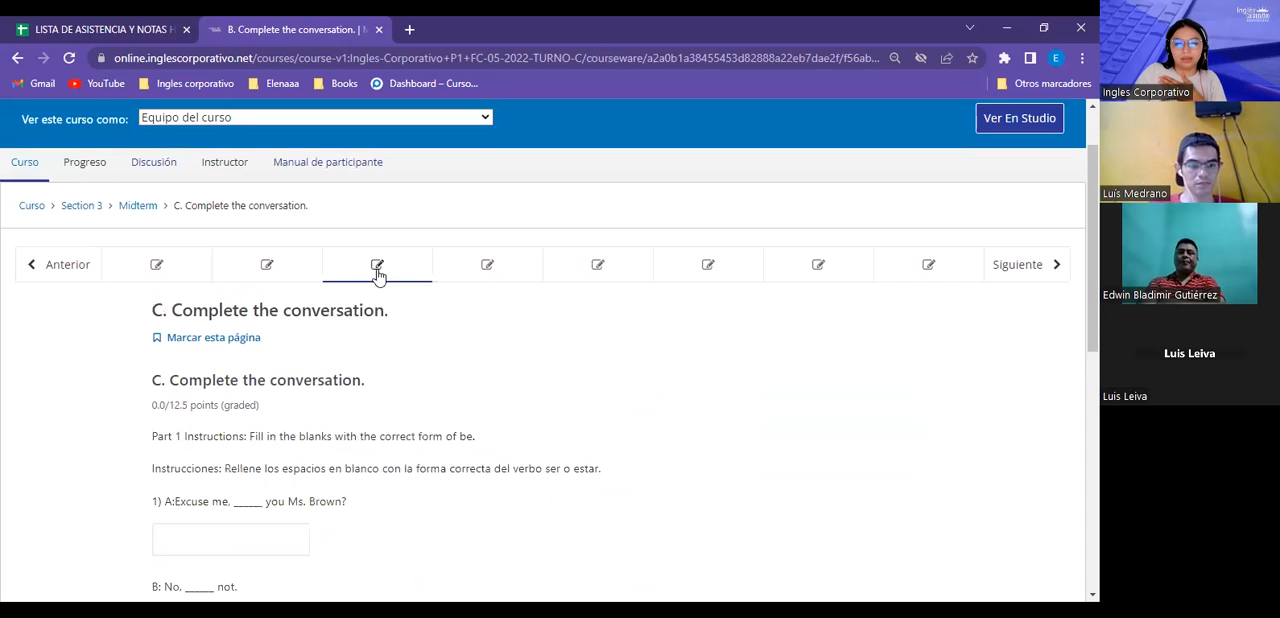 LISTA DE ASISTENCIA Y NOTAS H
B. Complete the conversation. | M
online.inglescorporativo.net/courses/course-v1:Ingles-Corporativo+P1+FC-05-2022-TURNO-C/courseware/a2a0b1a38455453d82888a22eb7dae2f/f56ab...
E
Gmail
YouTube
Ingles corporativo
Elenaaa
Books
Dashboard – Curso...
Otros marcadores
Ver este curso como:
Equipo del curso
Ver En Studio
Curso
Progreso
Discusión
Instructor
Manual de participante
Curso > Section 3 > Midterm > C. Complete the conversation.
Anterior
Siguiente
C. Complete the conversation.
Marcar esta página
C. Complete the conversation.
0.0/12.5 points (graded)
Part 1 Instructions: Fill in the blanks with the correct form of be.
Instrucciones: Rellene los espacios en blanco con la forma correcta del verbo ser o estar.
1) A:Excuse me, ______ you Ms. Brown?
B: No, ______ not.
Ingles Corporativo
Luís Medrano
Edwin Bladimir Gutiérrez
Luis Leiva
Luis Leiva